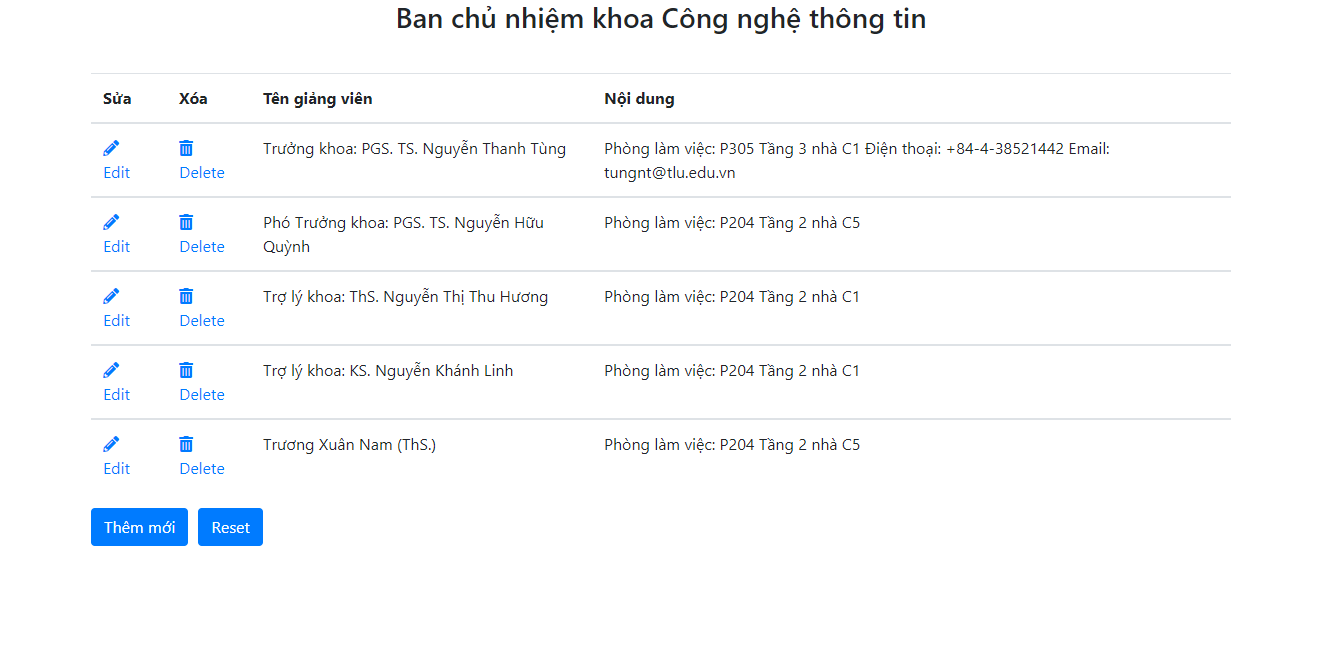 Ban chủ nhiệm khoa Công nghệ thông tin
Sửa Xóa Tên giảng viên Nội dung
Trưởng khoa: PGS. TS. Nguyễn Thanh Tùng Phòng làm việc: P305 Tầng 3 nhà C1 Điện thoại: +84-4-38521442 Email:
Edit Delete tungnt@tlu.edu.vn
Phó Trưởng khoa: PGS. TS. Nguyễn Hữu Phòng làm việc: P204 Tầng 2 nhà C5
Edit Delete Quỳnh
Trợ lý khoa: ThS. Nguyễn Thị Thu Hương Phòng làm việc: P204 Tầng 2 nhà C1
Edit Delete
Trợ lý khoa: KS. Nguyễn Khánh Linh Phòng làm việc: P204 Tầng 2 nhà C1
Edit Delete
Trương Xuân Nam (ThS.) Phòng làm việc: P204 Tầng 2 nhà C5
Edit Delete
Thêm mới Reset